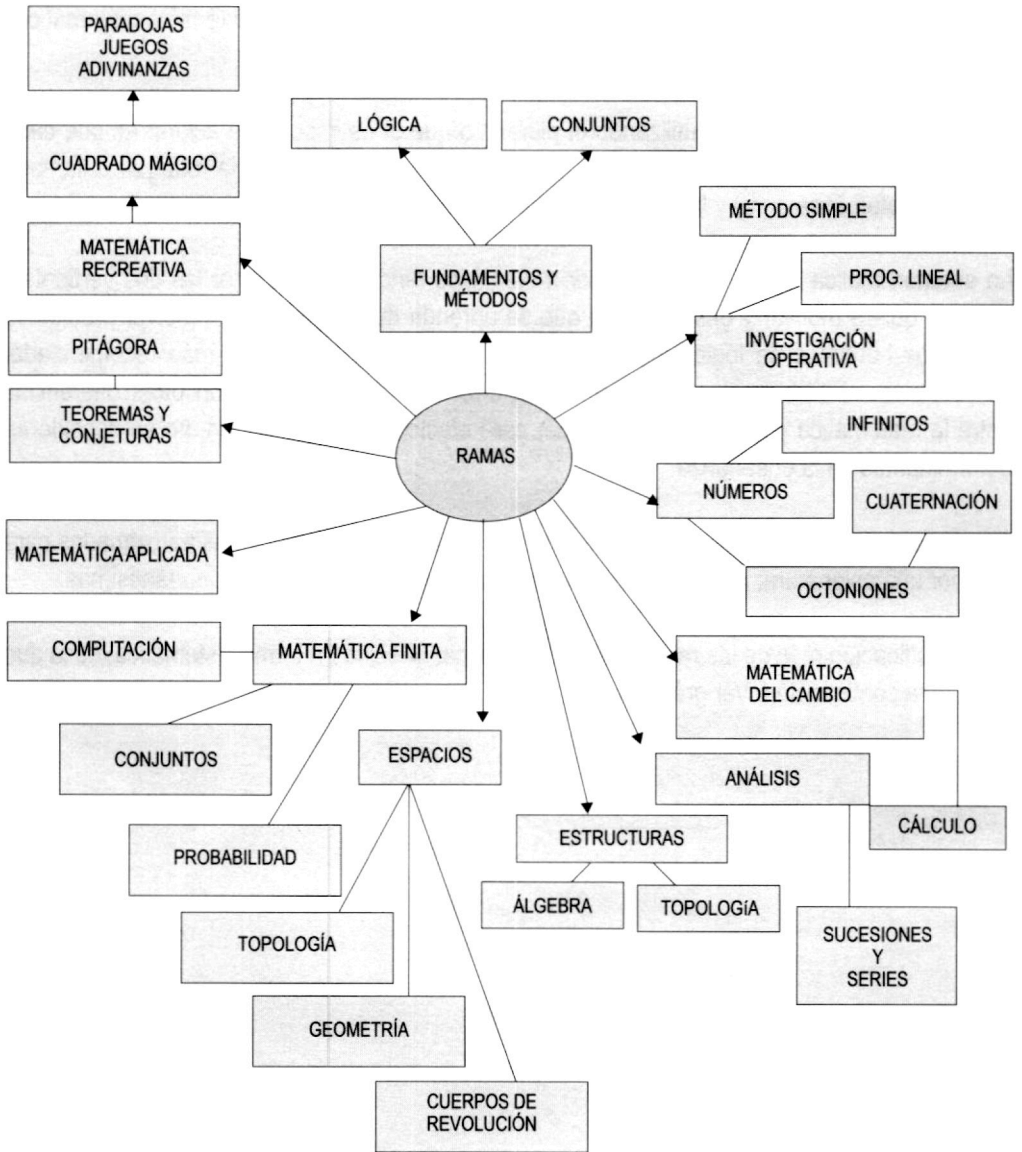 PARADOJAS
JUEGOS
ADIVINANZAS
LÓGICA
CONJUNTOS
CUADRADO MÁGICO
MÉTODO SIMPLE
MATEMÁTICA
RECREATIVA
FUNDAMENTOS Y
MÉTODOS
PROG. LINEAL
INVESTIGACIÓN
OPERATIVA
PITÁGORA
TEOREMAS Y
CONJETURAS
RAMAS
INFINITOS
NÚMEROS
CUATERNACIÓN
MATEMÁTICA APLICADA
OCTONIONES
COMPUTACIÓN
MATEMÁTICA FINITA
MATEMÁTICA
DEL CAMBIO
CONJUNTOS
ESPACIOS
ANÁLISIS
CÁLCULO
ESTRUCTURAS
PROBABILIDAD
ÁLGEBRA
TOPOLOGÍA
TOPOLOGÍA
SUCESIONES
Y
SERIES
GEOMETRÍA
CUERPOS DE
REVOLUCIÓN